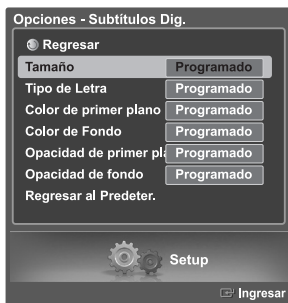 Opciones - Subtítulos Dig.
Regresar
Tamaño Programado
Tipo de Letra Programado
Color de primer plano Programado
Color de Fondo Programado
Opacidad de primer pla Programado
Opacidad de fondo Programado
Regresar al Predeter.
Setup
Ingresar